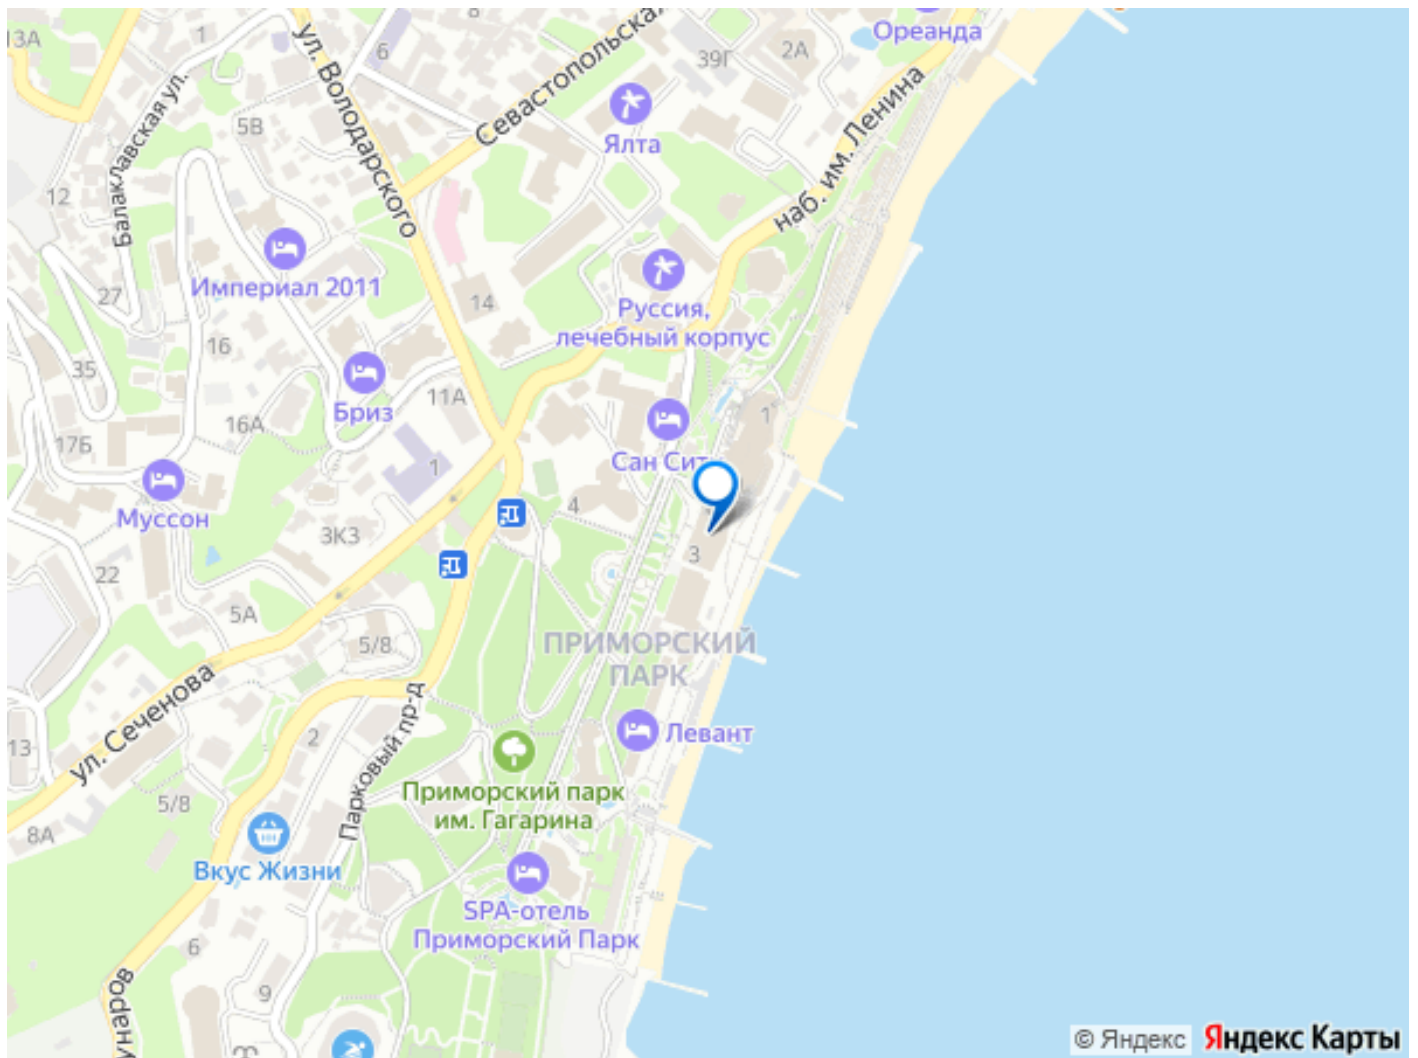 Ореанда
8
13А
1
6
39Г
2А
ул. Володарского
Севастопольская
наб. им. Ленина
Балаклавская ул.
5В
Ялта
12
Империал 2011
27
14
Руссия,
лечебный корпус
16
35
Бриз
11А
1
16А
17Б
Сан Сит
1
Муссон
4
3К3
3
22
5А
5/8
ПРИМОРСКИЙ
ПАРК
ул. Сеченова
Парковый пр-д
13
2
Левант
5/8
Приморский парк
им. Гагарина
8А
Вкус Жизни
SPA-отель
Приморский Парк
6
9
унаров
© Яндекс
Яндекс Карты